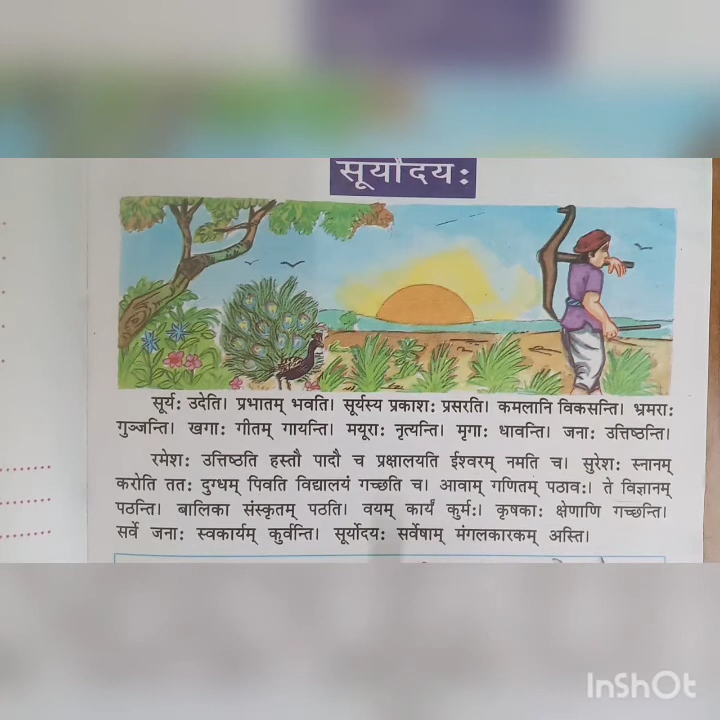 सूर्योदयः
सूर्यः उदेति। प्रभातम् भवति। सूर्यस्य प्रकाशः प्रसरति। कमलानि विकसन्ति। भ्रमराः
गुञ्जन्ति। खगाः गीतम् गायन्ति। मयूराः नृत्यन्ति। मृगाः धावन्ति। जनाः उत्तिष्ठन्ति।
रमेशः उत्तिष्ठति हस्तौ पादौ च प्रक्षालयति ईश्वरम् नमति च। सुरेशः स्नानम्
करोति ततः दुग्धम् पिवति विद्यालयं गच्छति च। आवाम् गणितम् पठावः। ते विज्ञानम्
पठन्ति। बालिका संस्कृतम् पठति। वयम् कार्यं कुर्मः। कृषकाः क्षेणाणि गच्छन्ति।
सर्वे जनाः स्वकार्यम् कुर्वन्ति। सूर्योदयः सर्वेषाम् मंगलकारकम् अस्ति।
InShOt